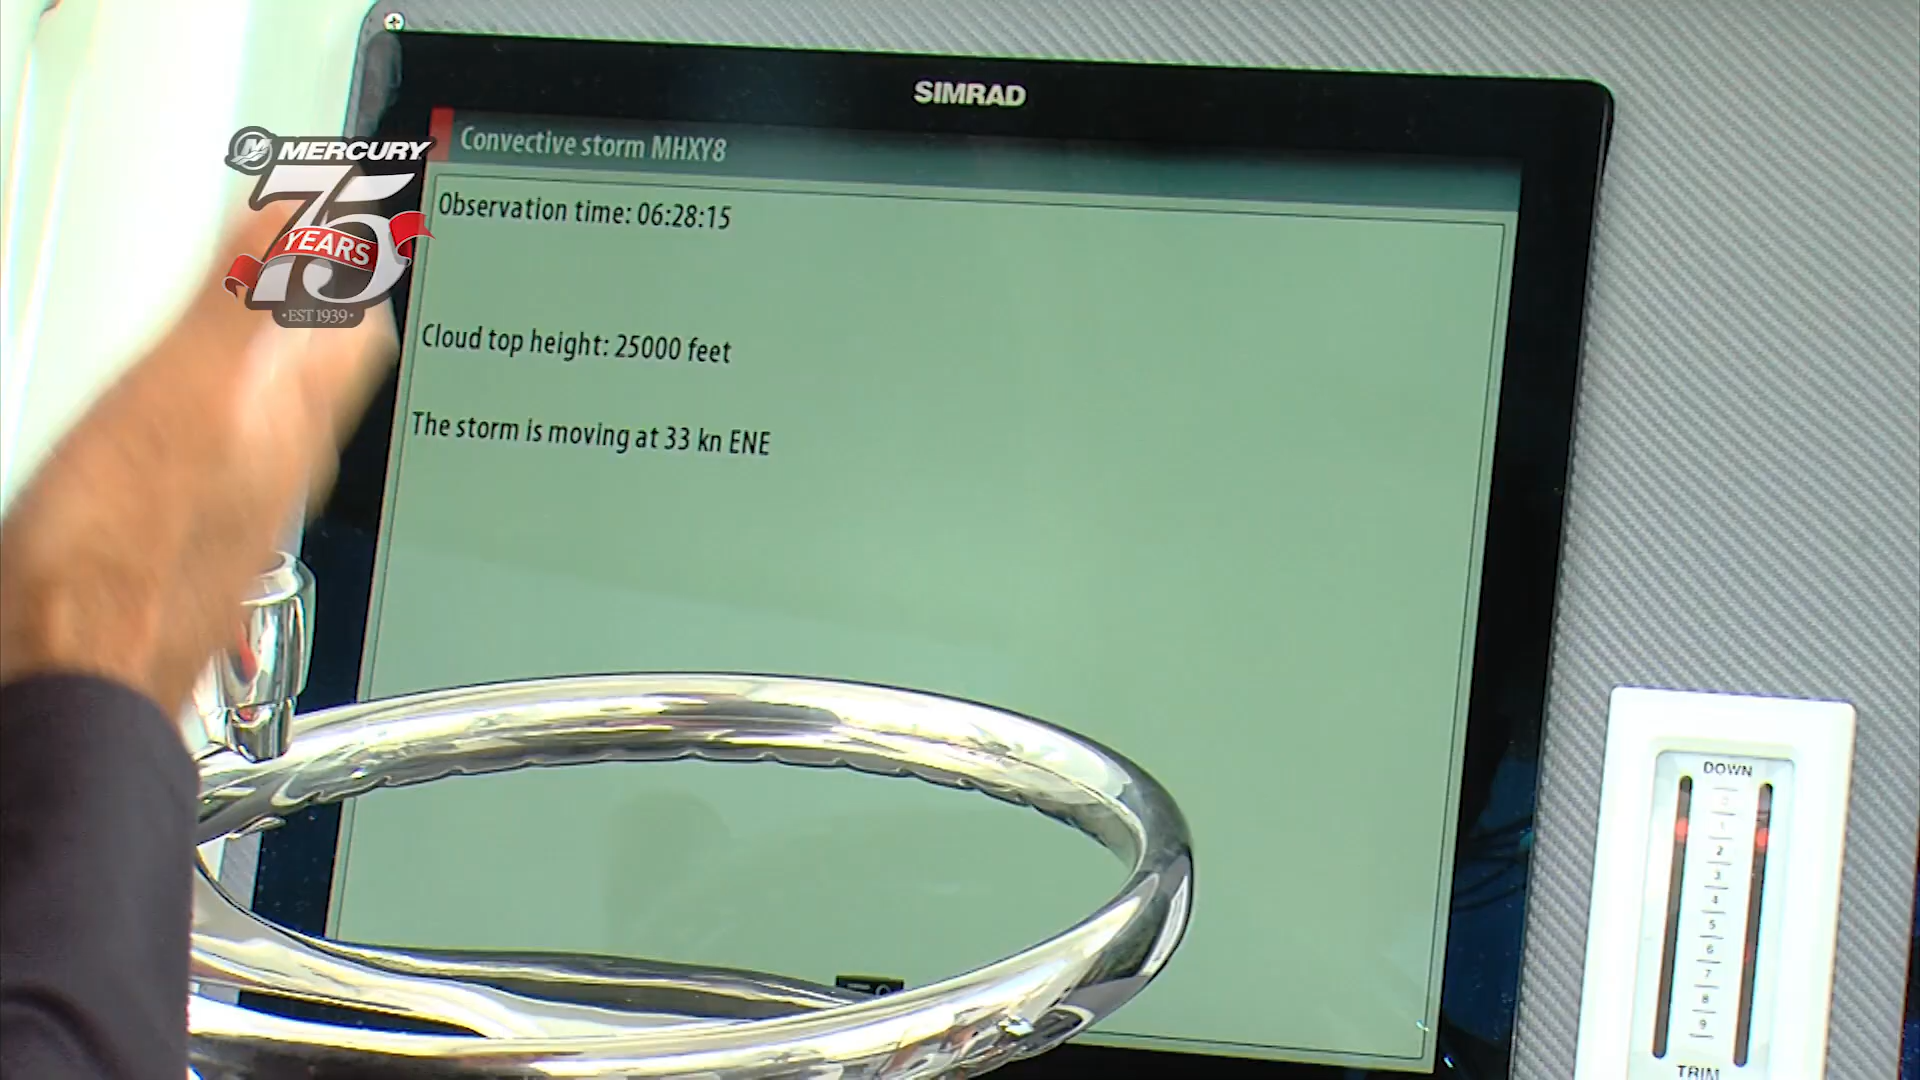 SIMRAD
Convective storm MHXY8
Observation time: 06:28:15
Cloud top height: 25000 feet
The storm is moving at 33 kn ENE
MERCURY
75
YEARS
·EST 1939·
DOWN
1
2
3
4
5
6
7
8
9
TRIM